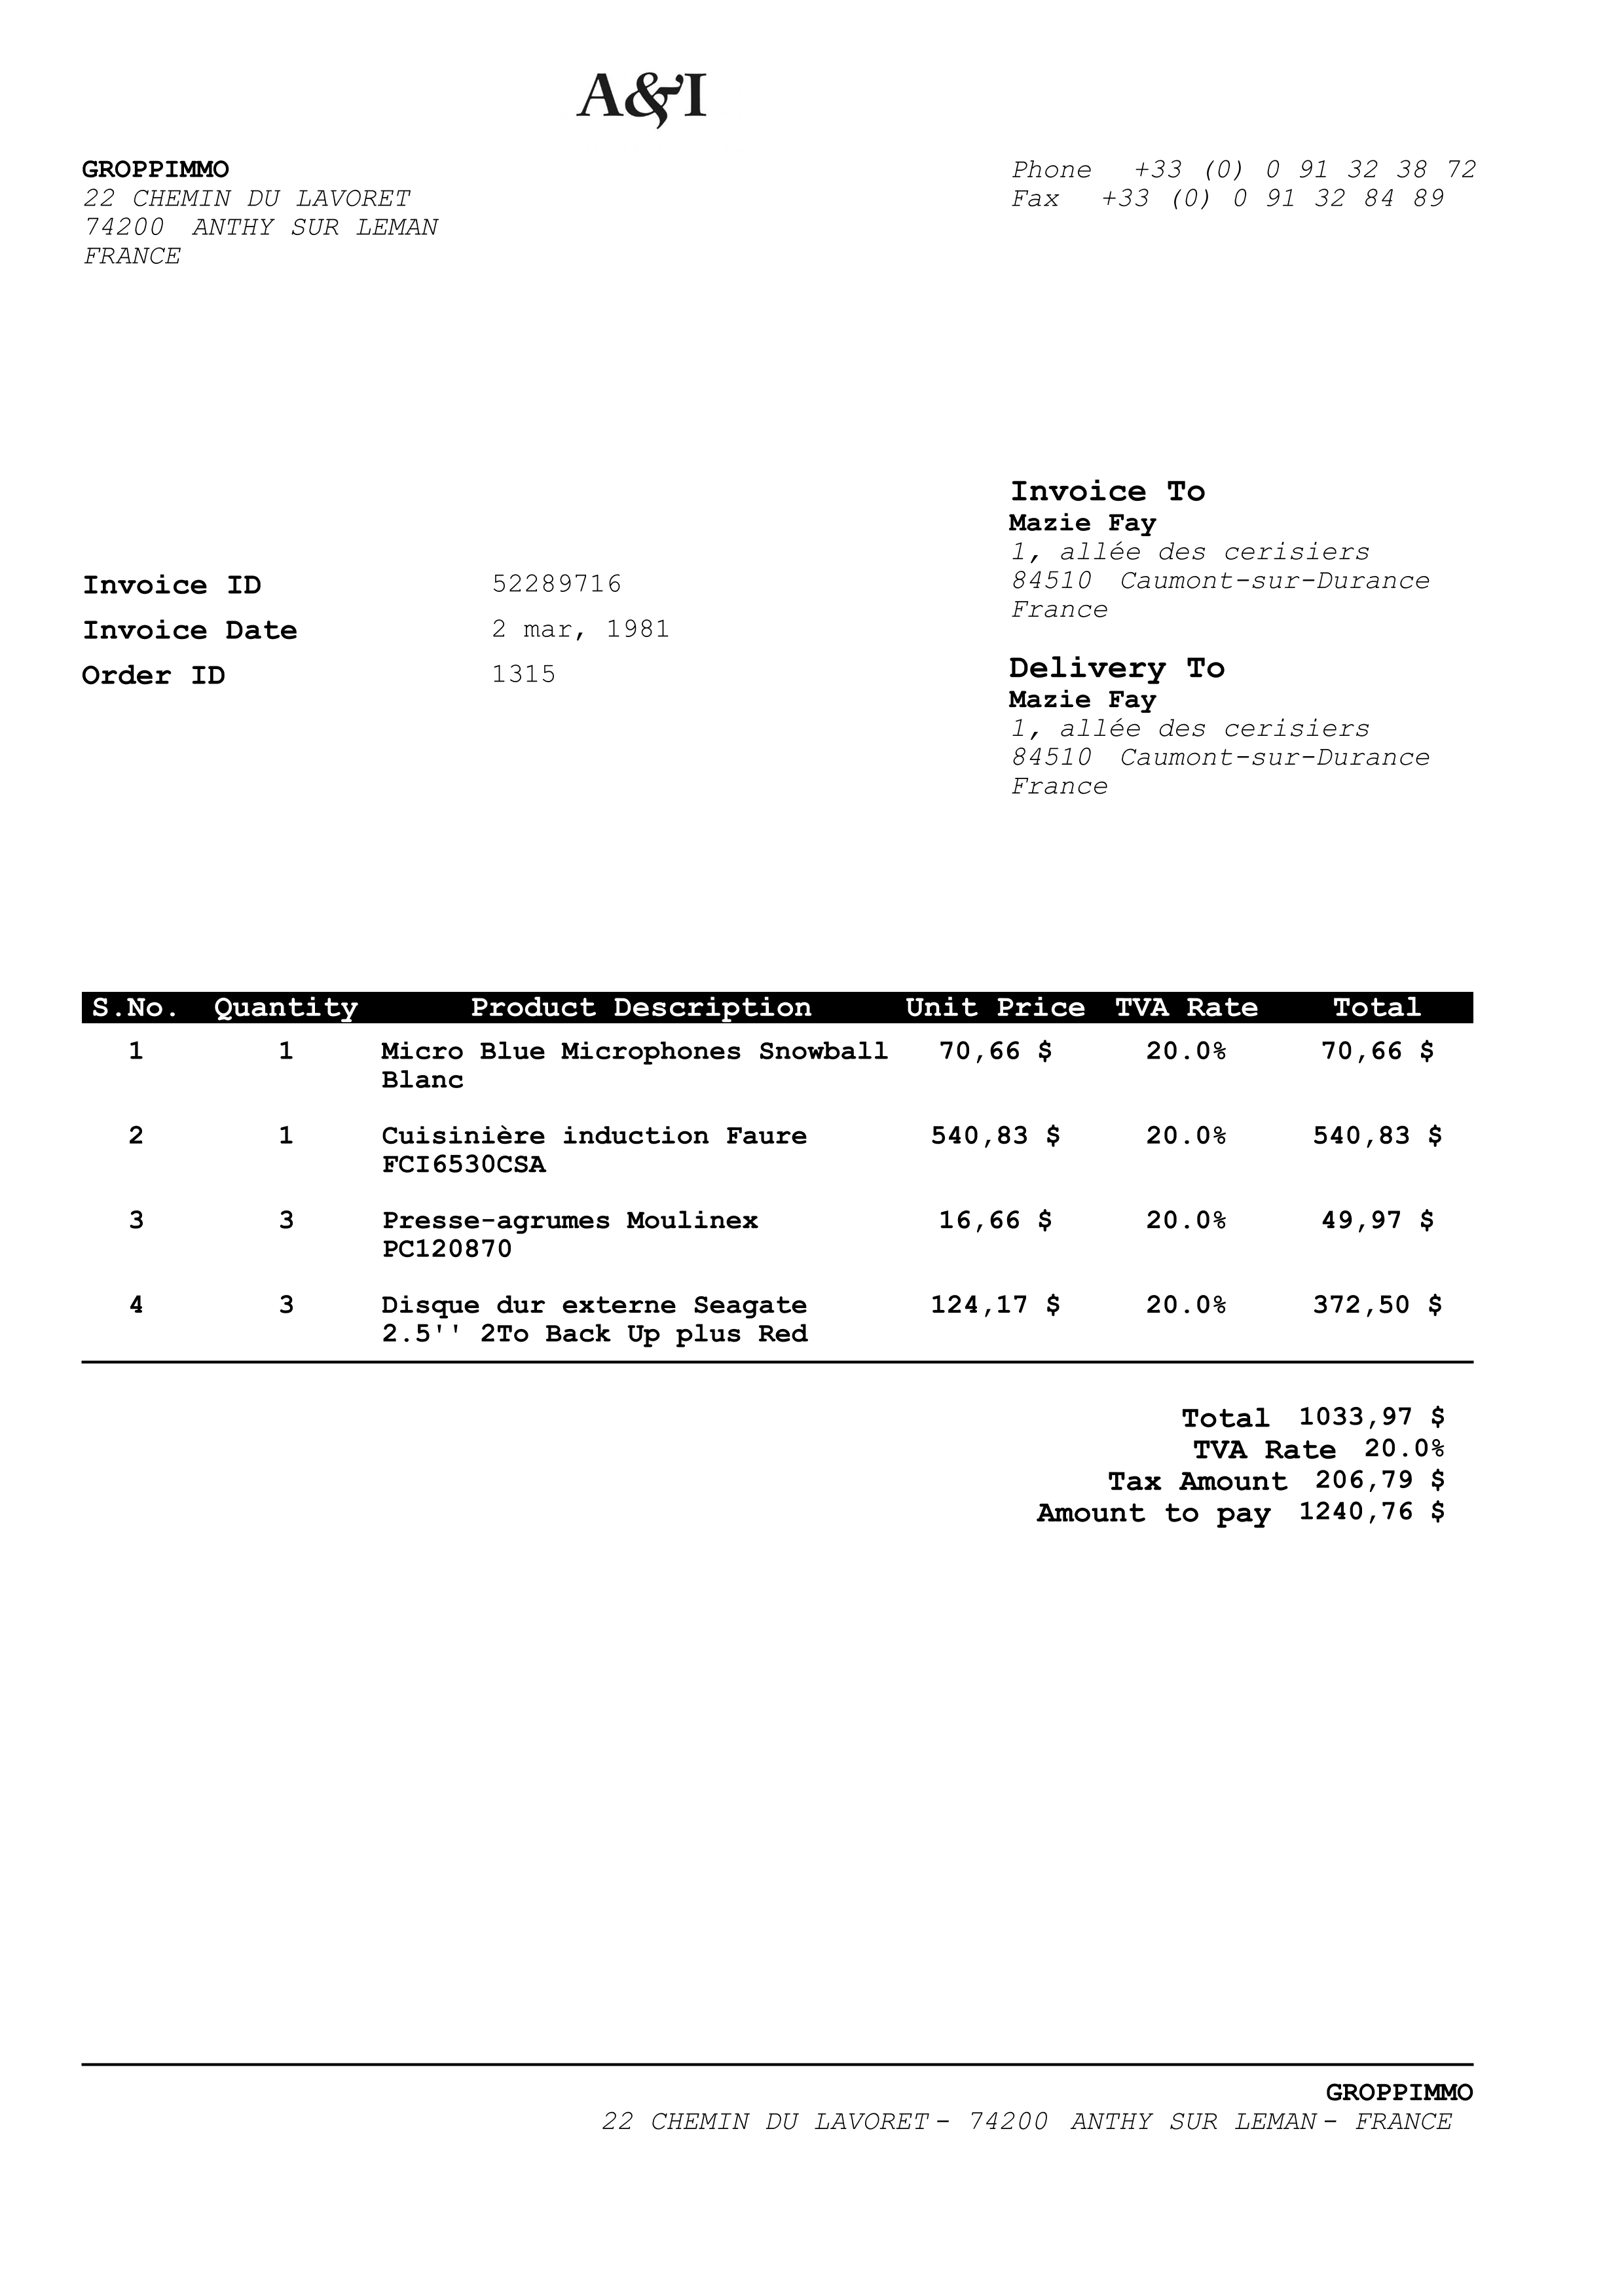 A&I
GROPPIMMO
22 CHEMIN DU LAVORET
74200 ANTHY SUR LEMAN
FRANCE
Phone +33 (0) 0 91 32 38 72
Fax +33 (0) 0 91 32 84 89
Invoice To
Mazie Fay
1, allée des cerisiers
84510 Caumont-sur-Durance
France
Invoice ID 52289716
Invoice Date 2 mar, 1981
Order ID 1315
Delivery To
Mazie Fay
1, allée des cerisiers
84510 Caumont-sur-Durance
France
S.No. Quantity Product Description Unit Price TVA Rate Total
1 1 Micro Blue Microphones Snowball 70,66 $ 20.0% 70,66 $
Blanc
2 1 Cuisinière induction Faure 540,83 $ 20.0% 540,83 $
FCI6530CSA
3 3 Presse-agrumes Moulinex 16,66 $ 20.0% 49,97 $
PC120870
4 3 Disque dur externe Seagate 124,17 $ 20.0% 372,50 $
2.5'' 2To Back Up plus Red
Total 1033,97 $
TVA Rate 20.0%
Tax Amount 206,79 $
Amount to pay 1240,76 $
GROPPIMMO
22 CHEMIN DU LAVORET - 74200 ANTHY SUR LEMAN - FRANCE